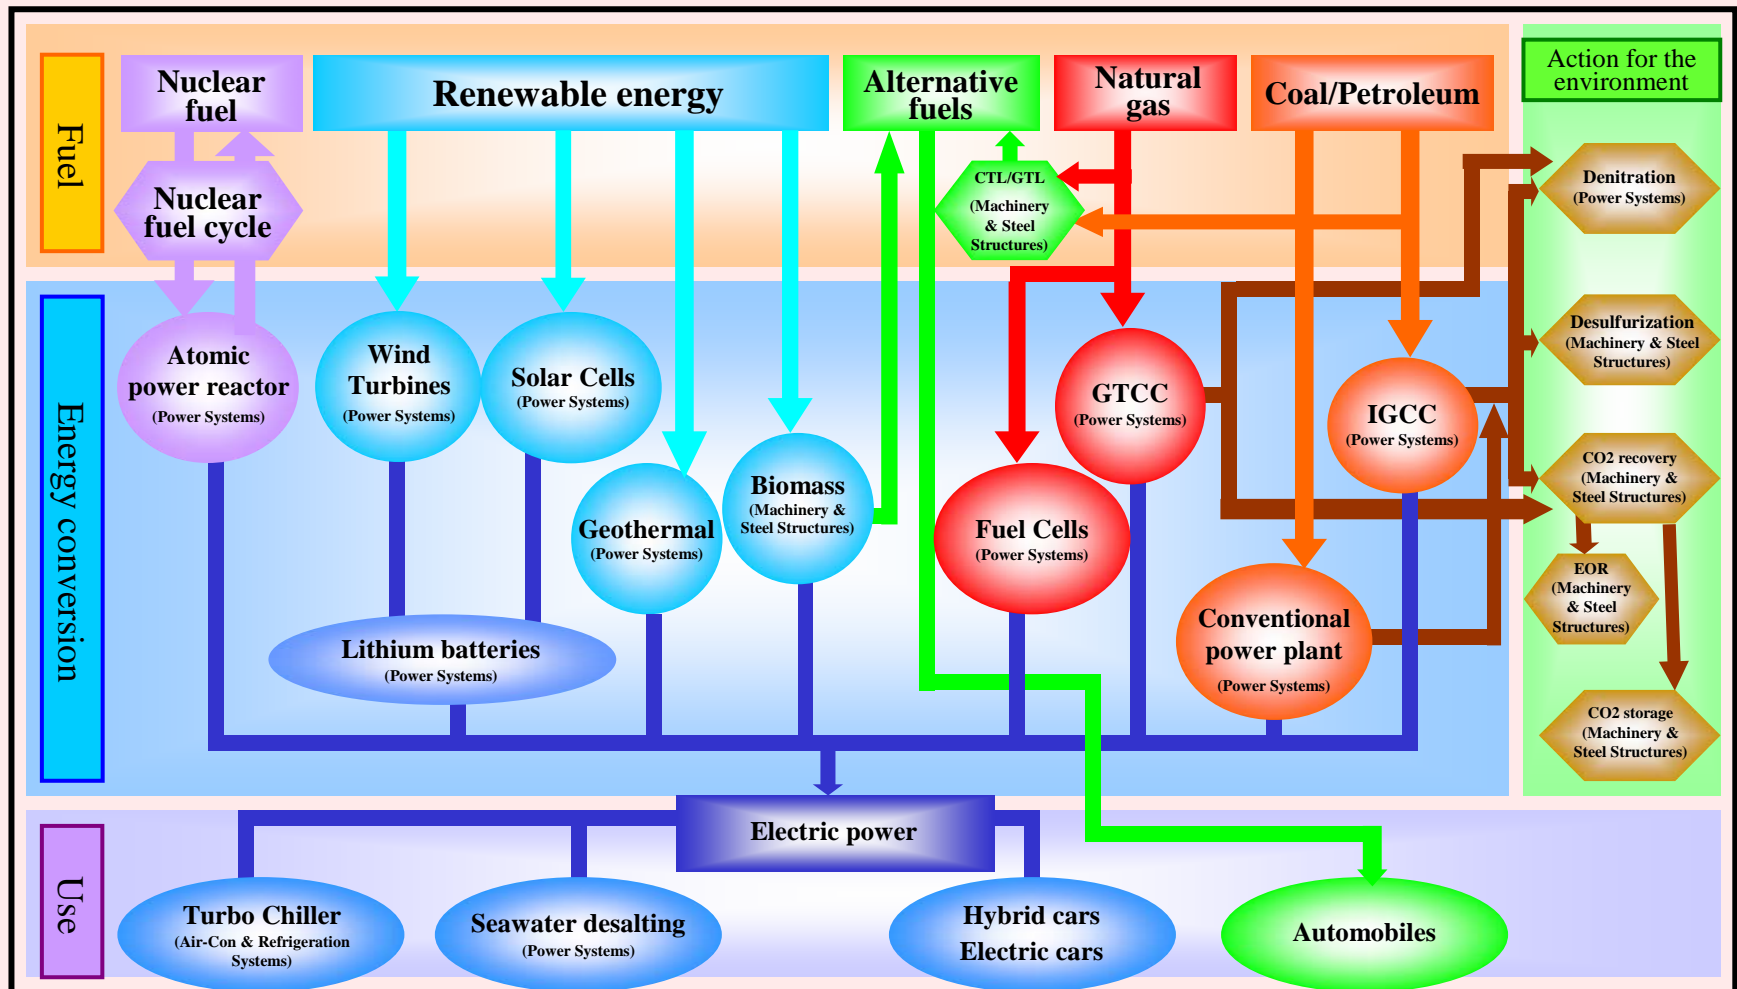 Fuel
Nuclear
fuel
Renewable energy
Alternative
fuels
Natural
gas
Coal/Petroleum
Action for the
environment
Nuclear
fuel cycle
CTL/GTL
(Machinery
& Steel
Structures)
Denitration
(Power Systems)
Desulfurization
(Machinery & Steel
Structures)
CO2 recovery
(Machinery &
& Steel Structures)
EOR
(Machinery
& Steel
Structures)
CO2 storage
(Machinery &
& Steel Structures)
Energy conversion
Atomic
power reactor
(Power Systems)
Wind
Turbines
(Power Systems)
Solar Cells
(Power Systems)
Geothermal
(Power Systems)
Biomass
(Machinery &
& Steel Structures)
Fuel Cells
(Power Systems)
GTCC
(Power Systems)
IGCC
(Power Systems)
Conventional
power plant
(Power Systems)
Lithium batteries
(Power Systems)
Use
Electric power
Turbo Chiller
(Air-Con & Refrigeration
Systems)
Seawater desalting
(Power Systems)
Hybrid cars
Electric cars
Automobiles